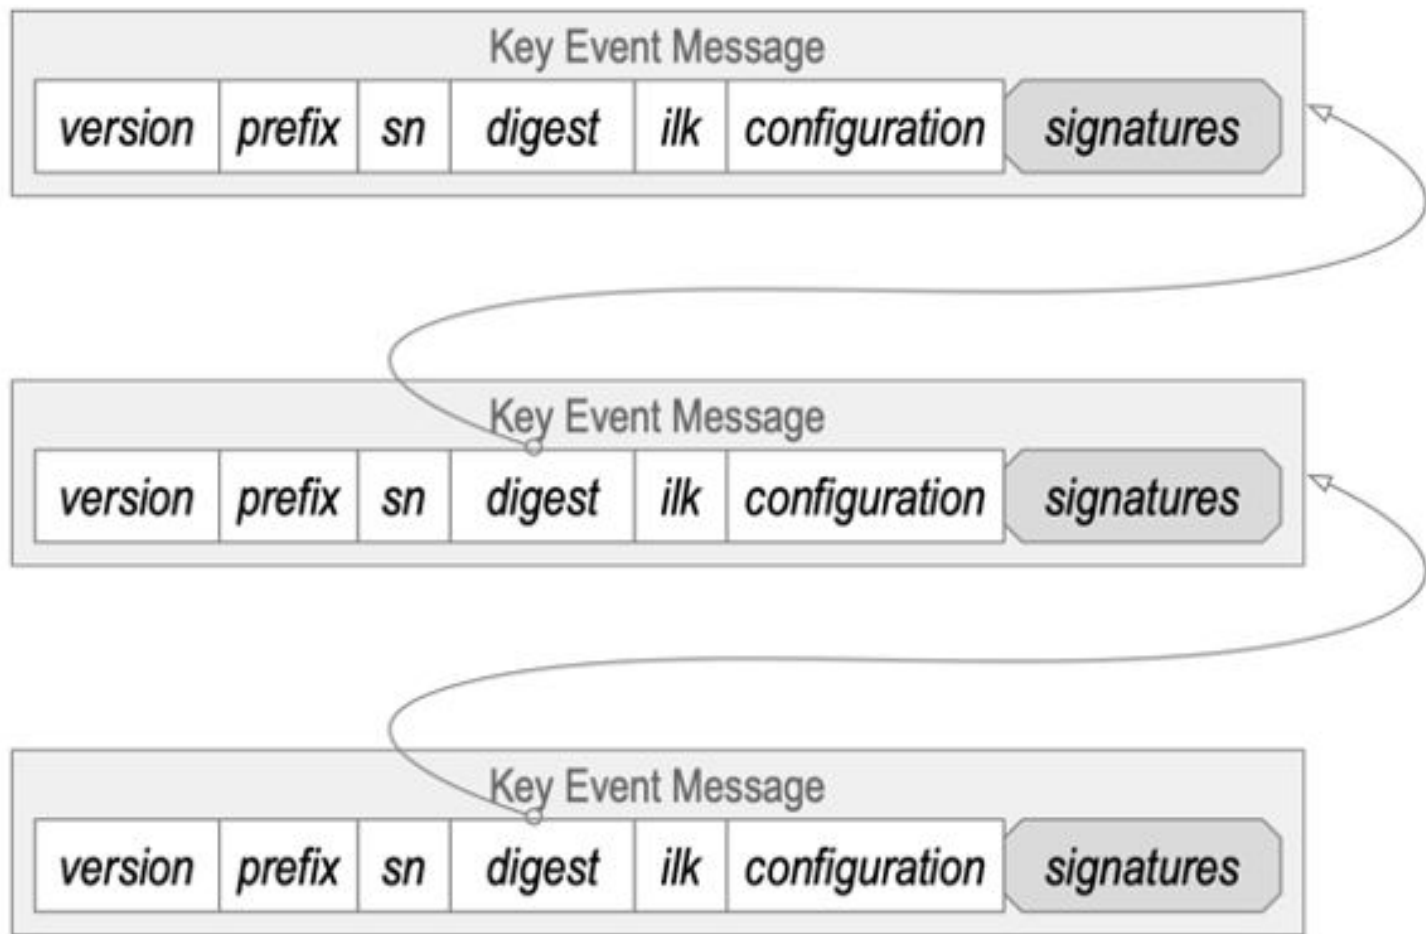 Key Event Message
version prefix sn digest ilk configuration signatures
Key Event Message
version prefix sn digest ilk configuration signatures
Key Event Message
version prefix sn digest ilk configuration signatures